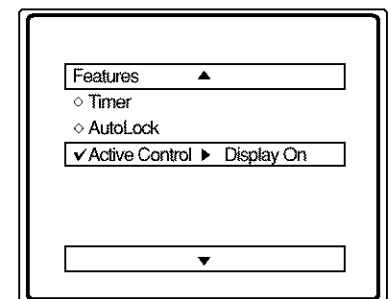 Features ▲
◇ Timer
◇ AutoLock
✔Active Control ▶ Display On
▼